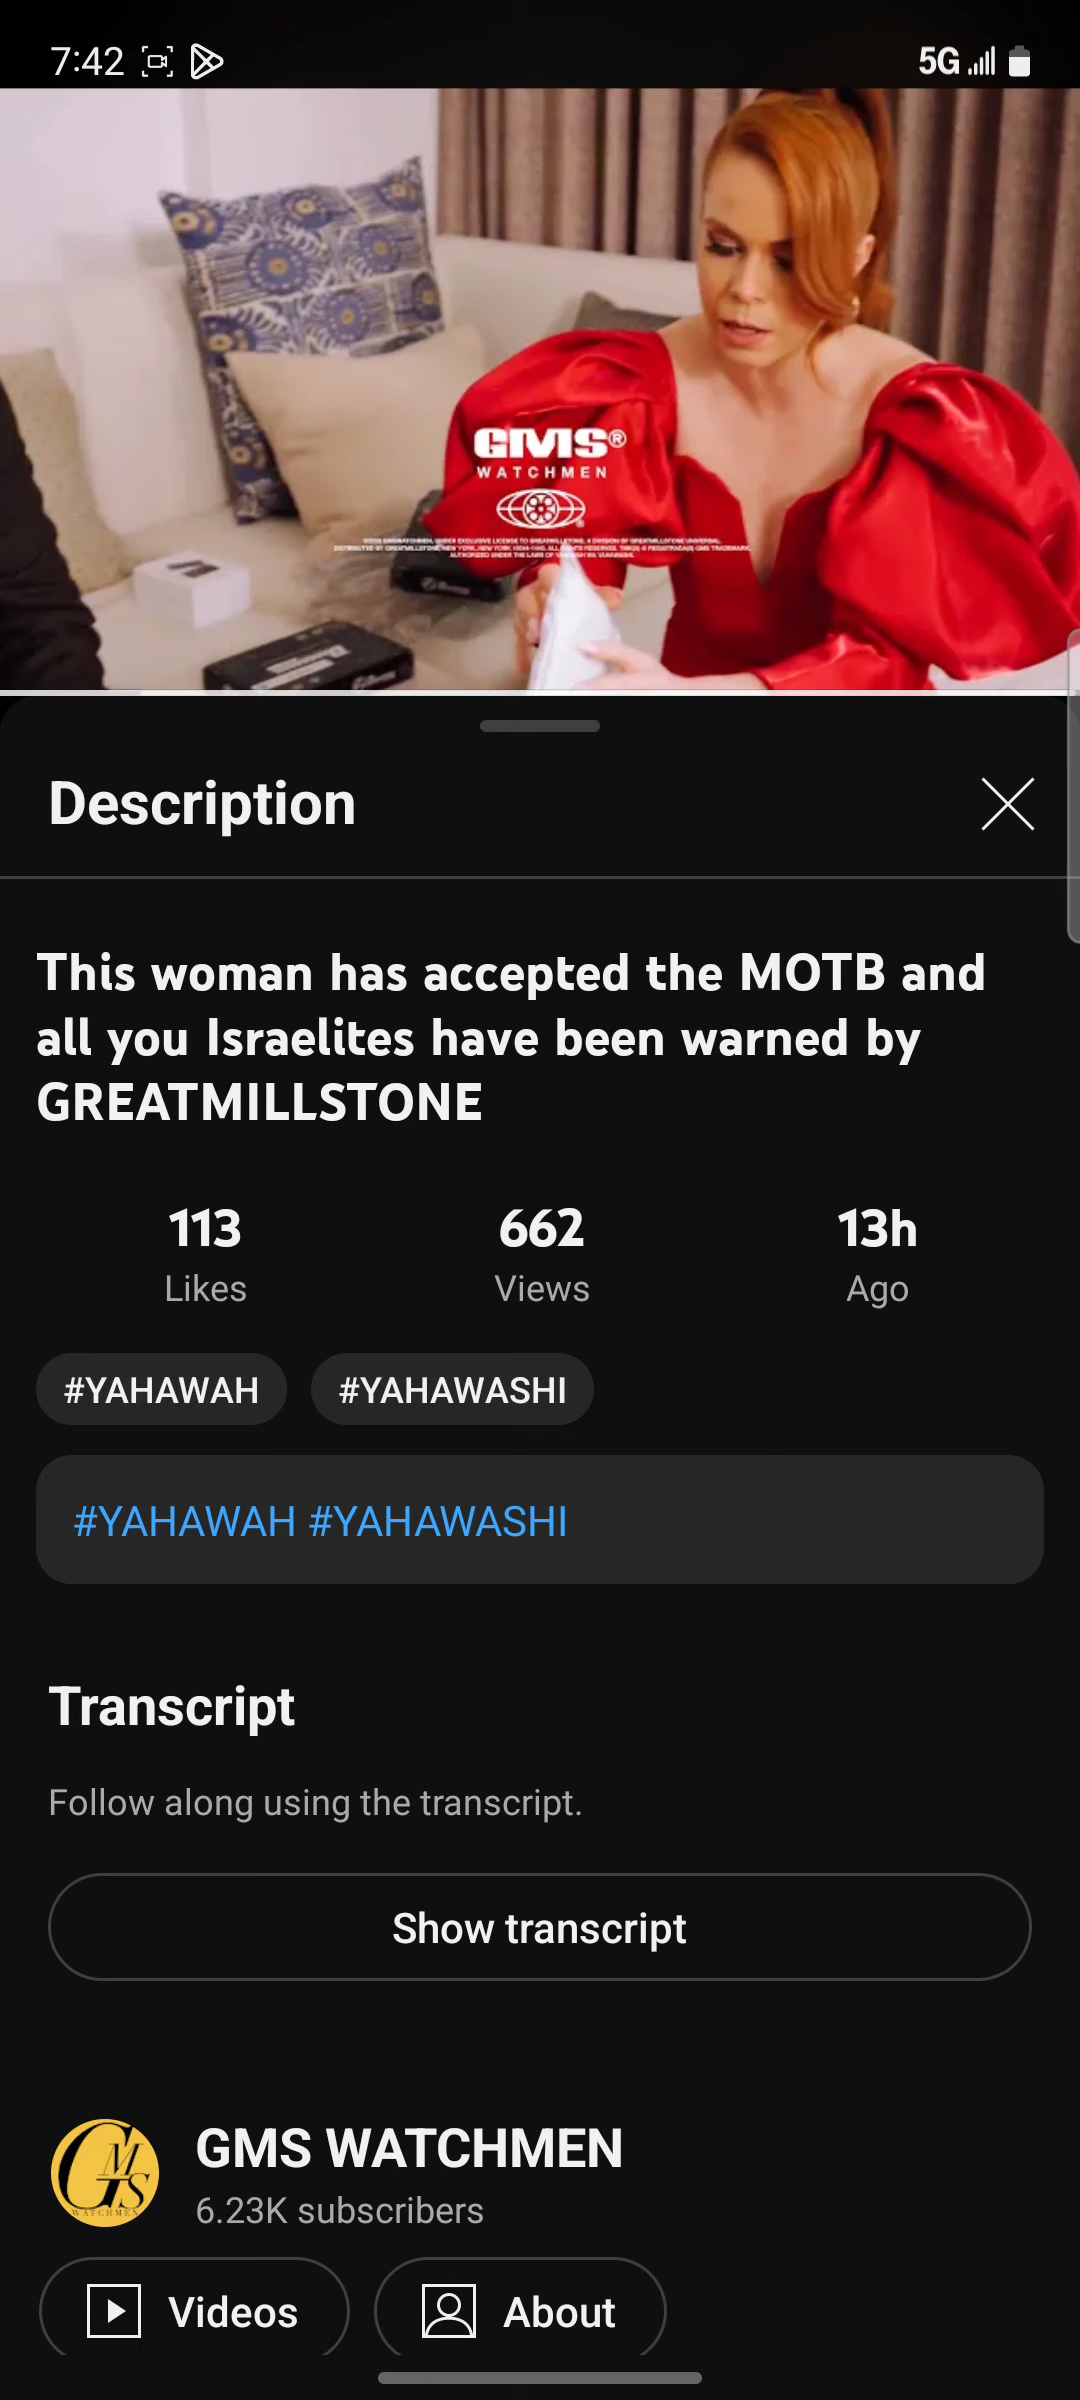 7:42
5G
GMS®
WATCHMEN
Description
This woman has accepted the MOTB and
all you Israelites have been warned by
GREATMILLSTONE
113 662 13h
Likes Views Ago
#YAHAWAH #YAHAWASHI
#YAHAWAH #YAHAWASHI
Transcript
Follow along using the transcript.
Show transcript
GMS WATCHMEN
6.23K subscribers
Videos About